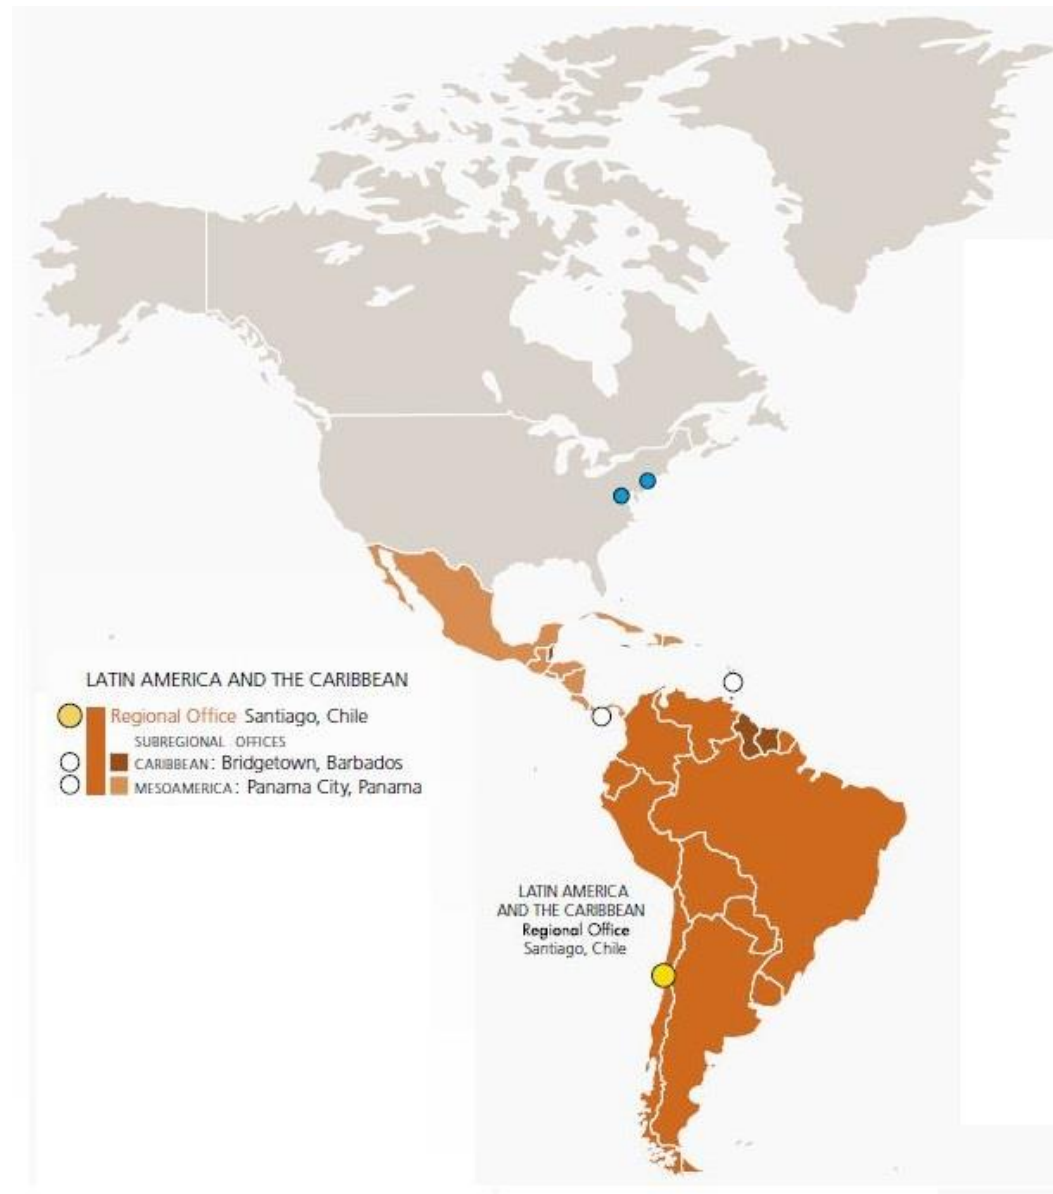 LATIN AMERICA AND THE CARIBBEAN
Regional Office Santiago, Chile
SUBREGIONAL OFFICES
CARIBBEAN: Bridgetown, Barbados
MESOAMERICA: Panama City, Panama
LATIN AMERICA
AND THE CARIBBEAN
Regional Office
Santiago, Chile